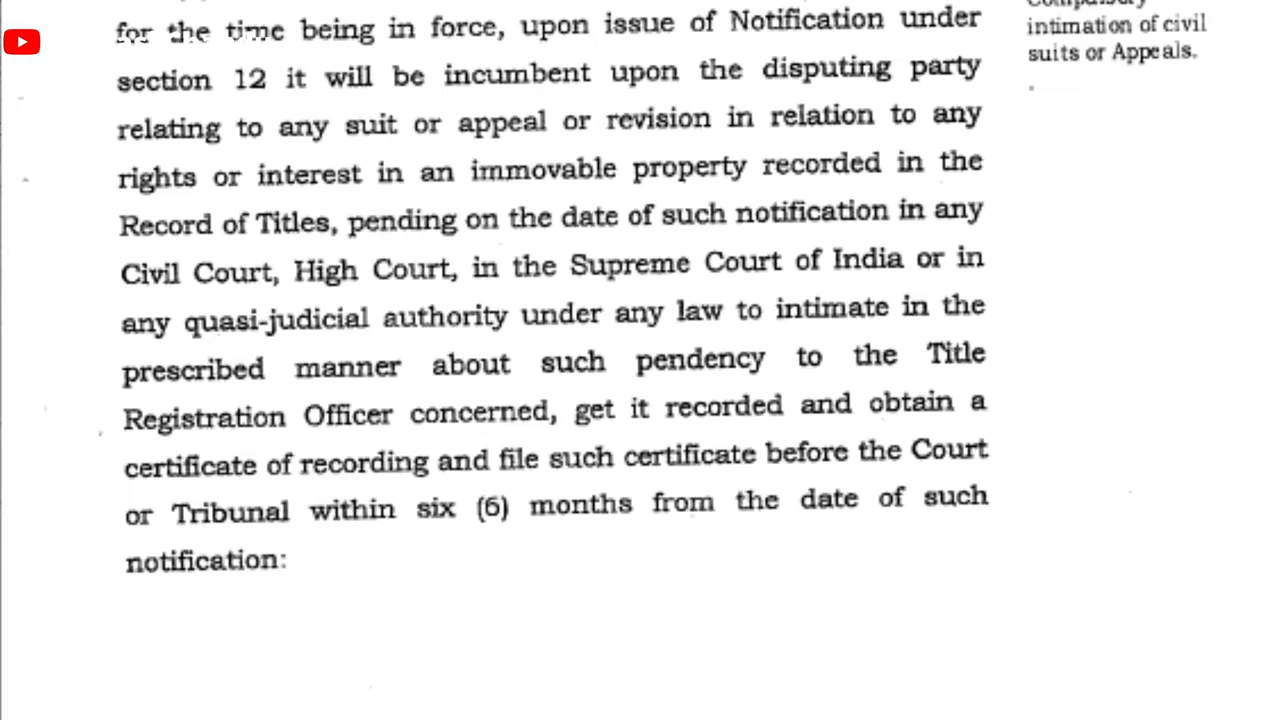 for the time being in force, upon issue of Notification under
section 12 it will be incumbent upon the disputing party
relating to any suit or appeal or revision in relation to any
rights or interest in an immovable property recorded in the
Record of Titles, pending on the date of such notification in any
Civil Court, High Court, in the Supreme Court of India or in
any quasi-judicial authority under any law to intimate in the
prescribed manner about such pendency to the Title
Registration Officer concerned, get it recorded and obtain a
certificate of recording and file such certificate before the Court
or Tribunal within six (6) months from the date of such
notification:
intimation of civil
suits or Appeals.